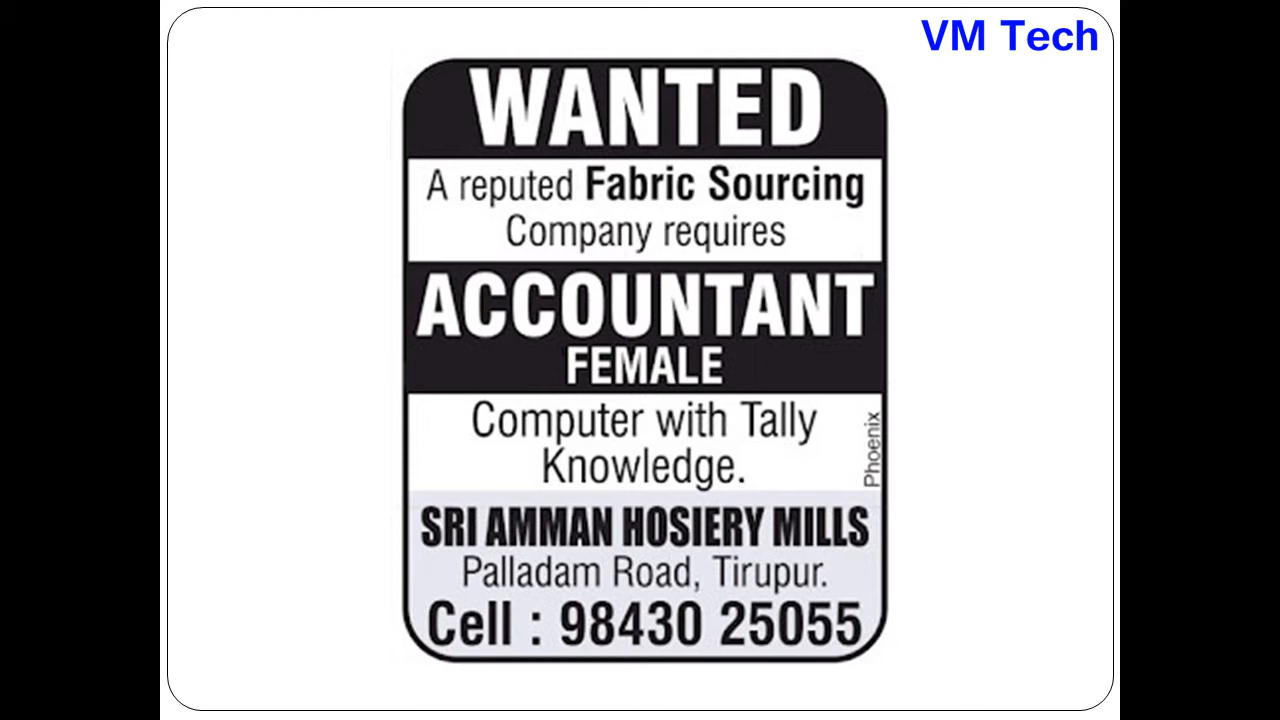 VM Tech
WANTED
A reputed Fabric Sourcing
Company requires
ACCOUNTANT
FEMALE
Computer with Tally
Knowledge.
Phoenix
SRI AMMAN HOSIERY MILLS
Palladam Road, Tirupur.
Cell : 98430 25055